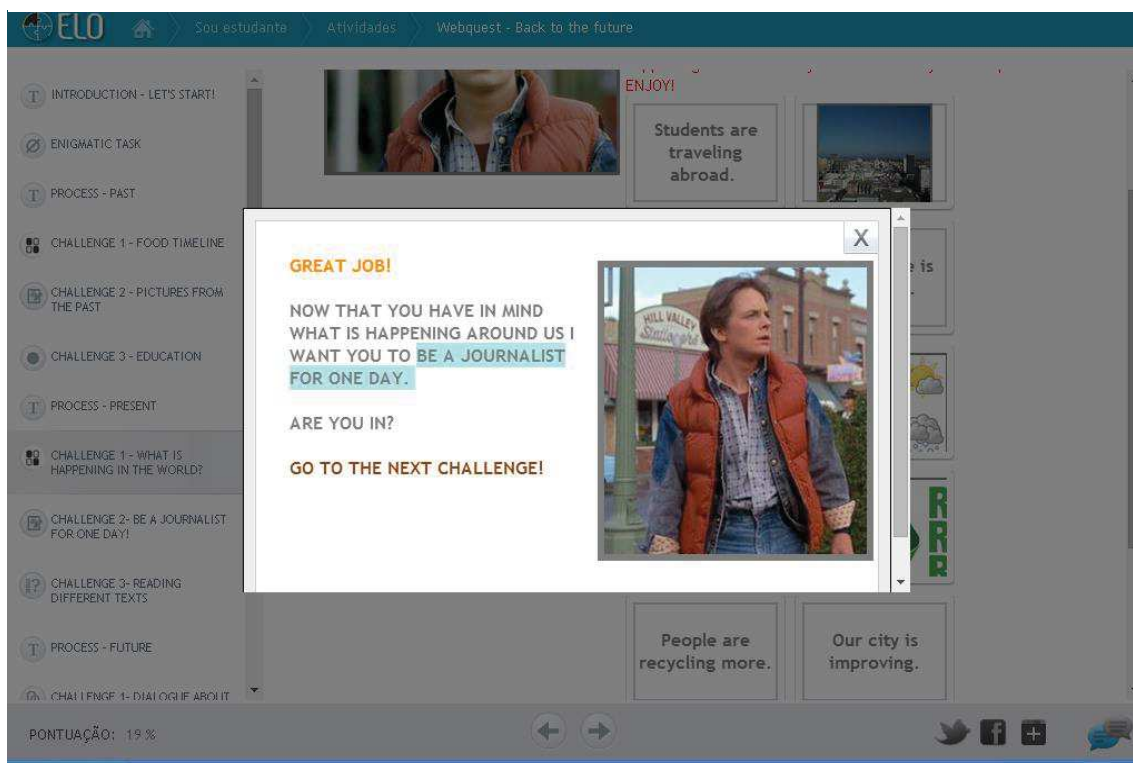 ELO
Sou estudante
Atividades
Webquest - Back to the future
INTRODUCTION - LET'S START!
ENIGMATIC TASK
PROCESS - PAST
CHALLENGE 1 - FOOD TIMELINE
CHALLENGE 2 - PICTURES FROM
THE PAST
CHALLENGE 3 - EDUCATION
PROCESS - PRESENT
CHALLENGE 1 - WHAT IS
HAPPENING IN THE WORLD?
CHALLENGE 2- BE A JOURNALIST
FOR ONE DAY!
CHALLENGE 3- READING
DIFFERENT TEXTS
PROCESS - FUTURE
CHALLENGE 1- DIALOGUE ABOUT
ENJOY!
Students are
traveling
abroad.
X
GREAT JOB!
NOW THAT YOU HAVE IN MIND
WHAT IS HAPPENING AROUND US I
WANT YOU TO BE A JOURNALIST
FOR ONE DAY.
ARE YOU IN?
GO TO THE NEXT CHALLENGE!
HILL VALLEY
is
R
R
R
People are
recycling more.
Our city is
improving.
PONTUAÇÃO: 19 %